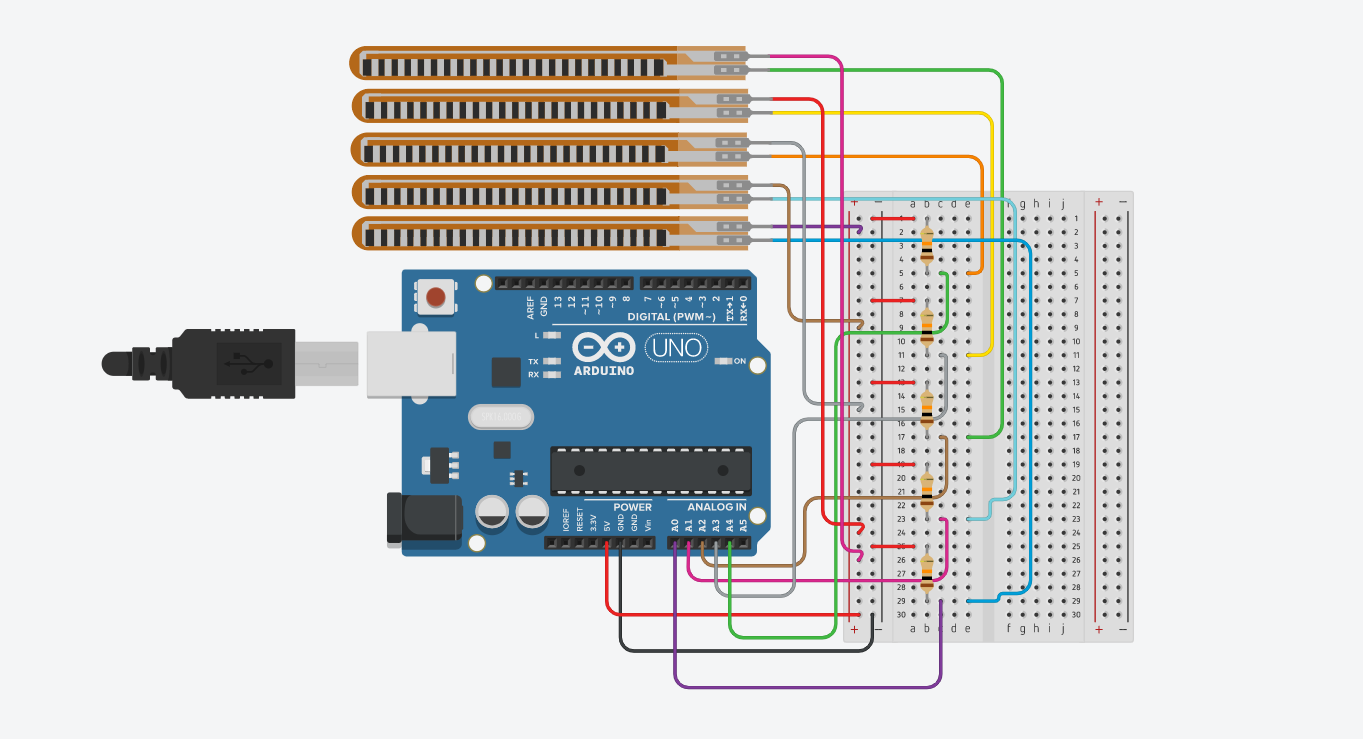 AREF
GND
13
12
~11
~10
~9
8
7
~6
~5
4
~3
2
TX→1
RX←0
DIGITAL (PWM~)
L
TX
RX
UNO
ARDUINO
ON
POWER
ANALOG IN
IOREF
RESET
3.3V
5V
GND
GND
Vin
A0
A1
A2
A3
A4
A5
+ − a b c d e f g h i j + −
1 1
2 2
3 3
4 4
5 5
6 6
7 7
8 8
9 9
10 10
11 11
12 12
13 13
14 14
15 15
16 16
17 17
18 18
19 19
20 20
21 21
22 22
23 23
24 24
25 25
26 26
27 27
28 28
29 29
30 30
+ − a b c d e f g h i j + −